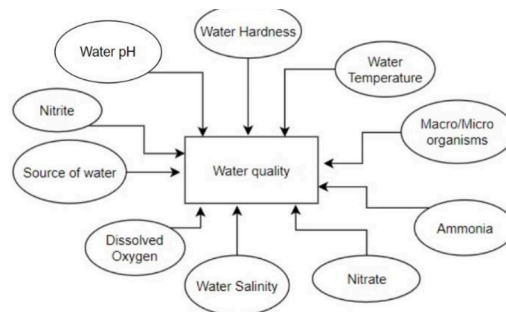 Water Hardness
Water pH
Water
Temperature
Nitrite
Macro/Micro
organisms
Source of water
Water quality
Ammonia
Dissolved
Oxygen
Water Salinity
Nitrate